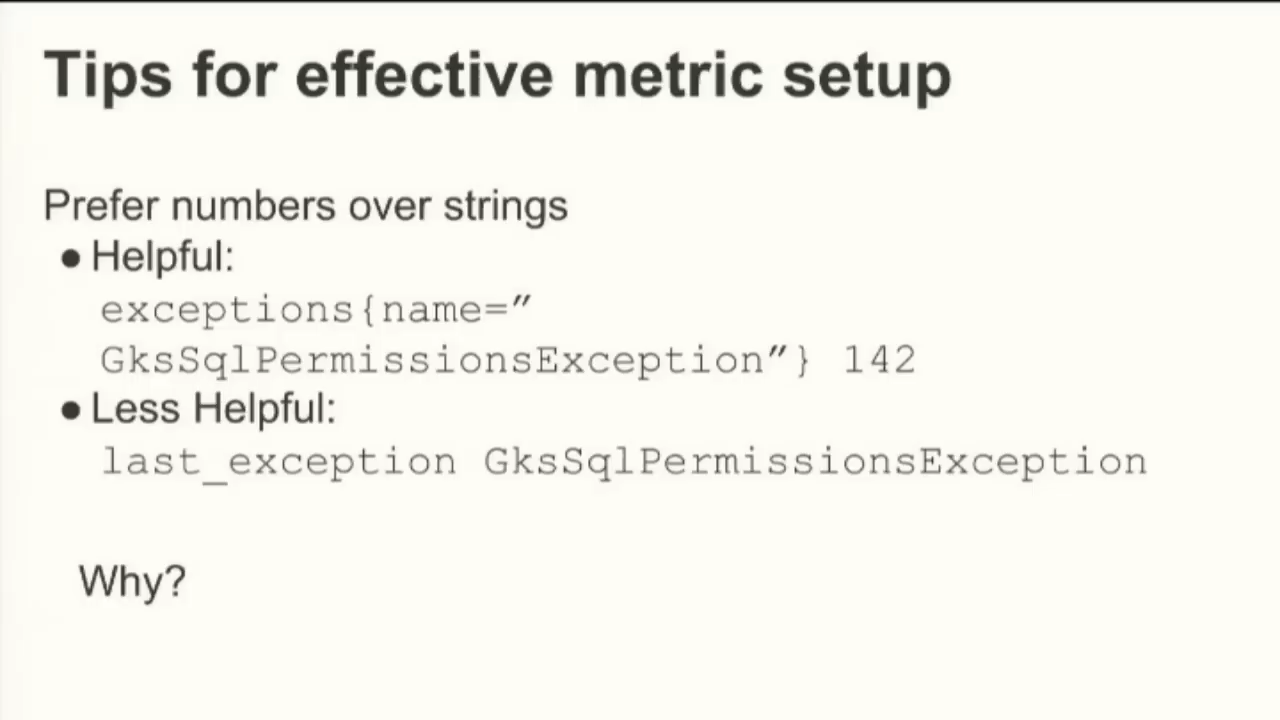 Tips for effective metric setup
Prefer numbers over strings
● Helpful:
exceptions{name=”
GksSqlPermissionsException”} 142
● Less Helpful:
last_exception GksSqlPermissionsException
Why?